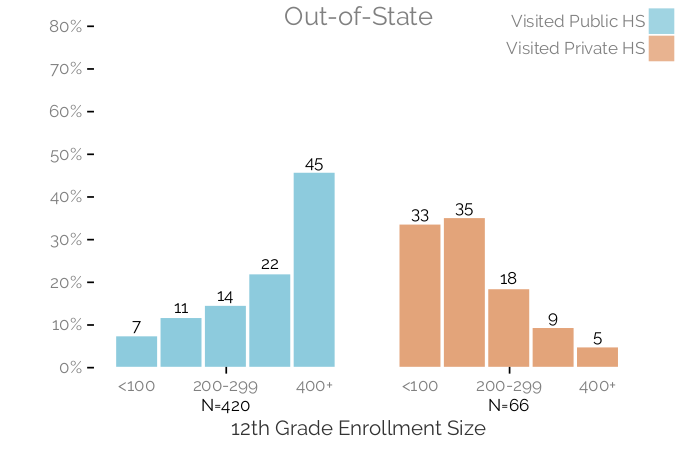 Out-of-State
Visited Public HS
Visited Private HS
80%
70%
60%
50%
40%
30%
20%
10%
0%
7
11
14
22
45
33
35
18
9
5
<100 200-299 400+
<100 200-299 400+
N=420
N=66
12th Grade Enrollment Size